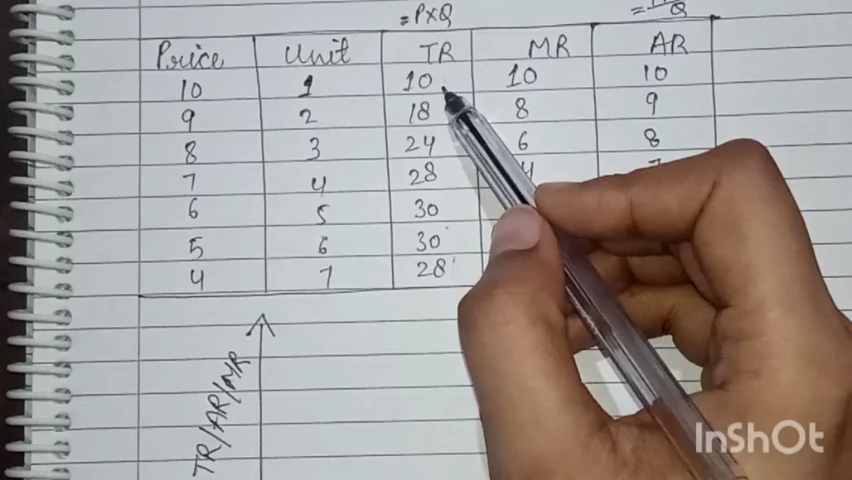 =P×Q
Price Unit TR MR AR
10 1 10 10 10
9 2 18 8 9
8 3 24 6 8
7 4 28 4
6 5 30
5 6 30
4 7 28
TR/AR/MR
InShOt